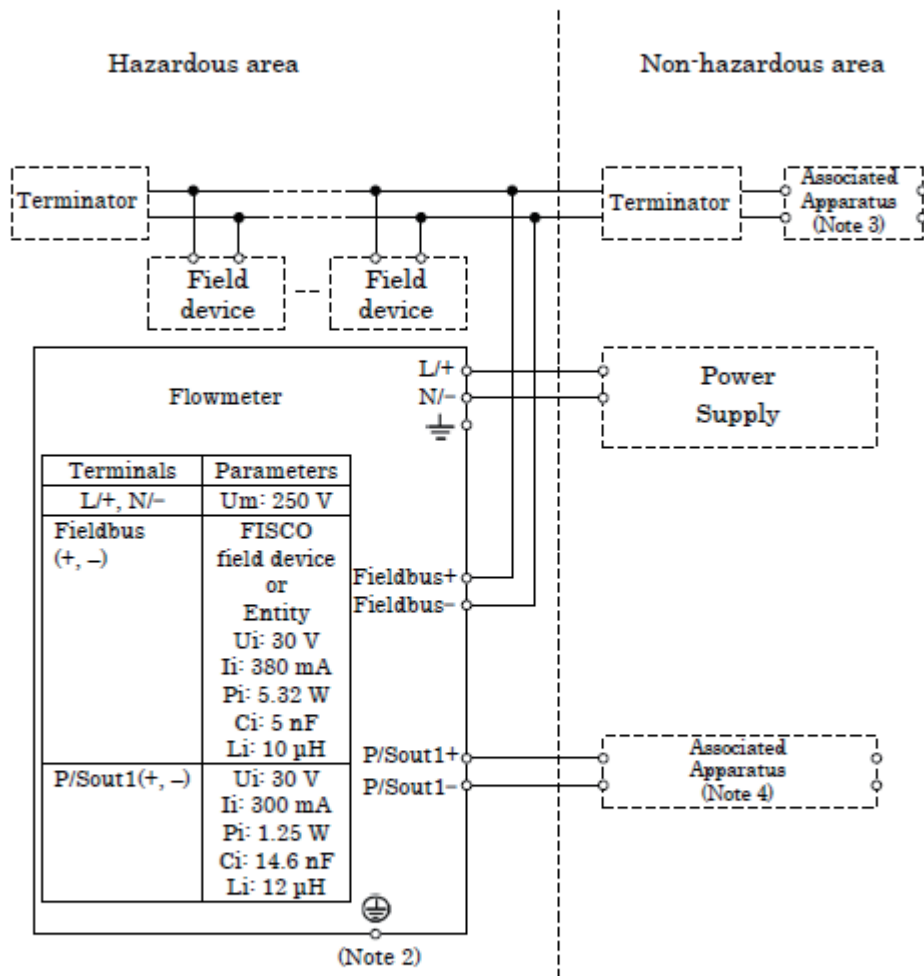 Hazardous area
Non-hazardous area
Terminator
Terminator
Associated
Apparatus
(Note 3)
Field
device
Field
device
Flowmeter
L/+
N/−
Power
Supply
Terminals Parameters
L/+, N/− Um: 250 V
Fieldbus
(+, −)
FISCO
field device
or
Entity
Ui: 30 V
Ii: 380 mA
Pi: 5.32 W
Ci: 5 nF
Li: 10 µH
P/Sout1(+, −)
Ui: 30 V
Ii: 300 mA
Pi: 1.25 W
Ci: 14.6 nF
Li: 12 µH
Fieldbus+
Fieldbus−
P/Sout1+
P/Sout1−
Associated
Apparatus
(Note 4)
(Note 2)